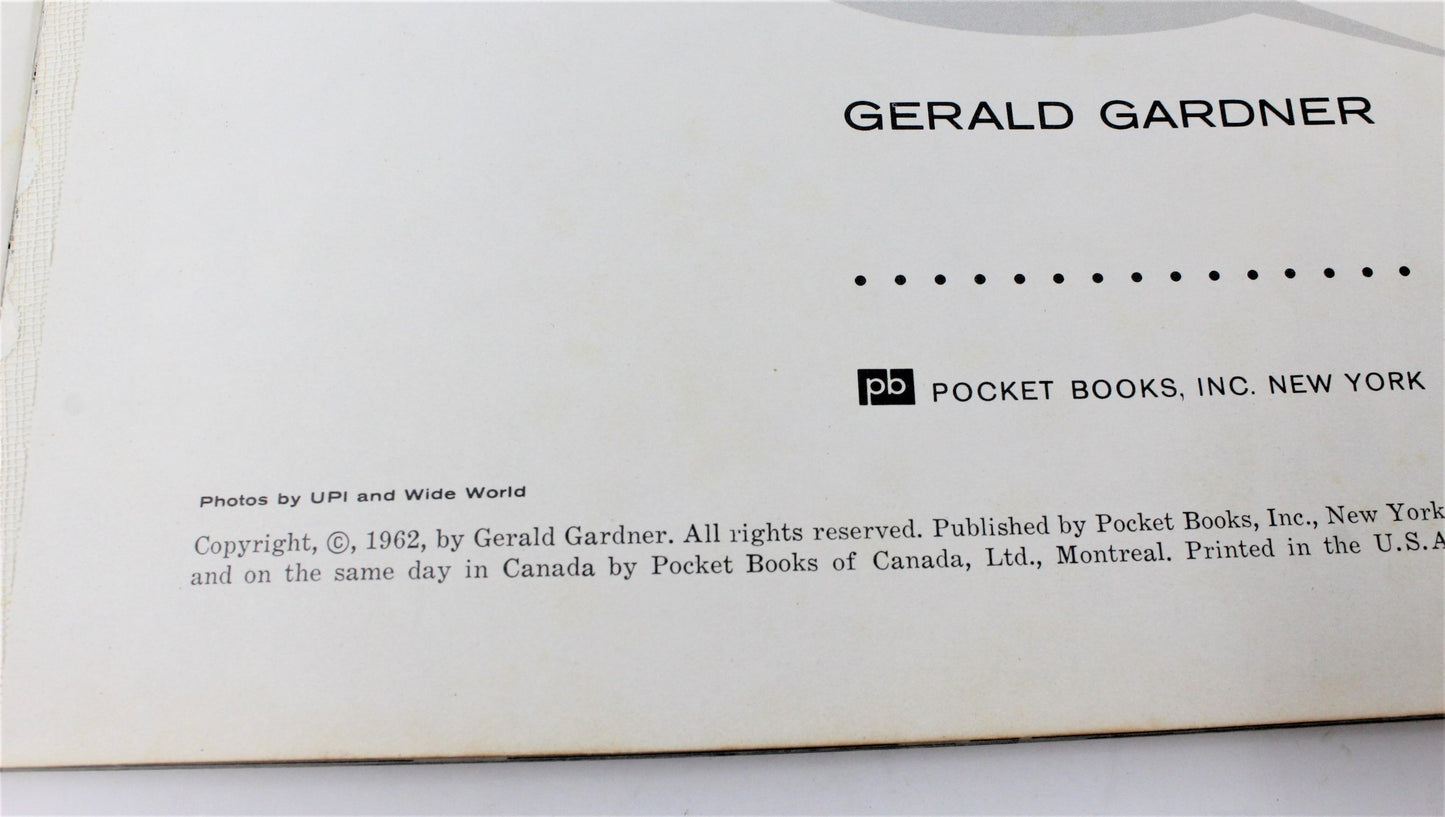 GERALD GARDNER
pb POCKET BOOKS, INC. NEW YORK
Photos by UPI and Wide World
Copyright, ©, 1962, by Gerald Gardner. All rights reserved. Published by Pocket Books, Inc., New York
and on the same day in Canada by Pocket Books of Canada, Ltd., Montreal. Printed in the U.S.A